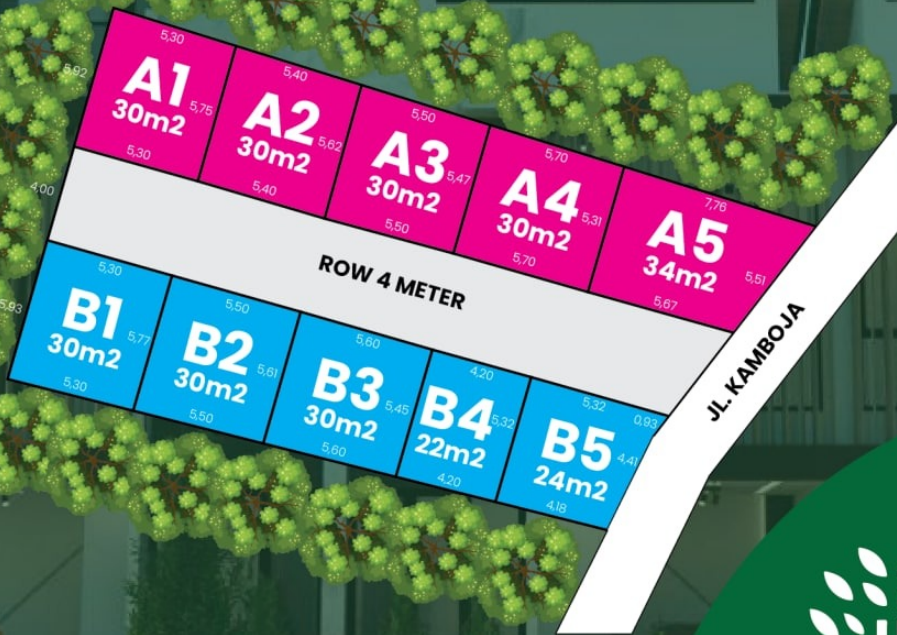 5,30
5,92
A1
30m2
5,75
5,30
5,40
A2
30m2
5,62
5,40
5,50
A3
30m2
5,47
5,50
5,70
A4
30m2
5,31
5,70
7,76
A5
34m2
5,51
5,67
4,00
ROW 4 METER
JL. KAMBOJA
5,30
5,93
B1
30m2
5,77
5,30
5,50
B2
30m2
5,61
5,50
5,60
B3
30m2
5,45
5,60
4,20
B4
22m2
5,32
4,20
5,32
0,93
B5
24m2
4,41
4,18